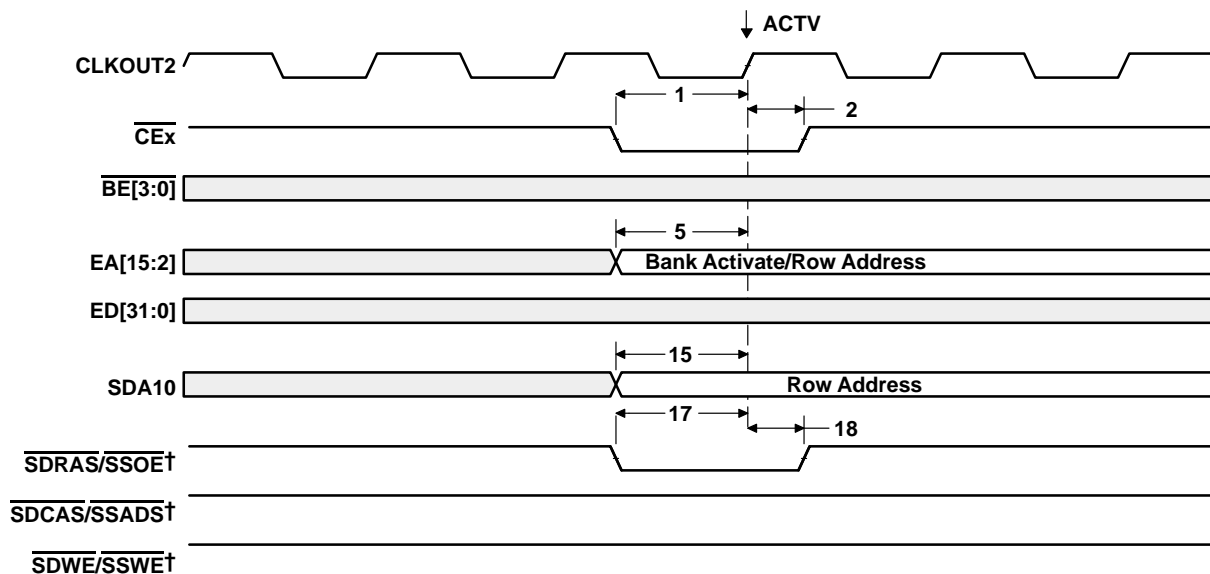 ACTV
CLKOUT2
1
2
CEx
BE[3:0]
5
EA[15:2]
Bank Activate/Row Address
ED[31:0]
15
SDA10
Row Address
17
18
SDRAS/SSOE†
SDCAS/SSADS†
SDWE/SSWE†